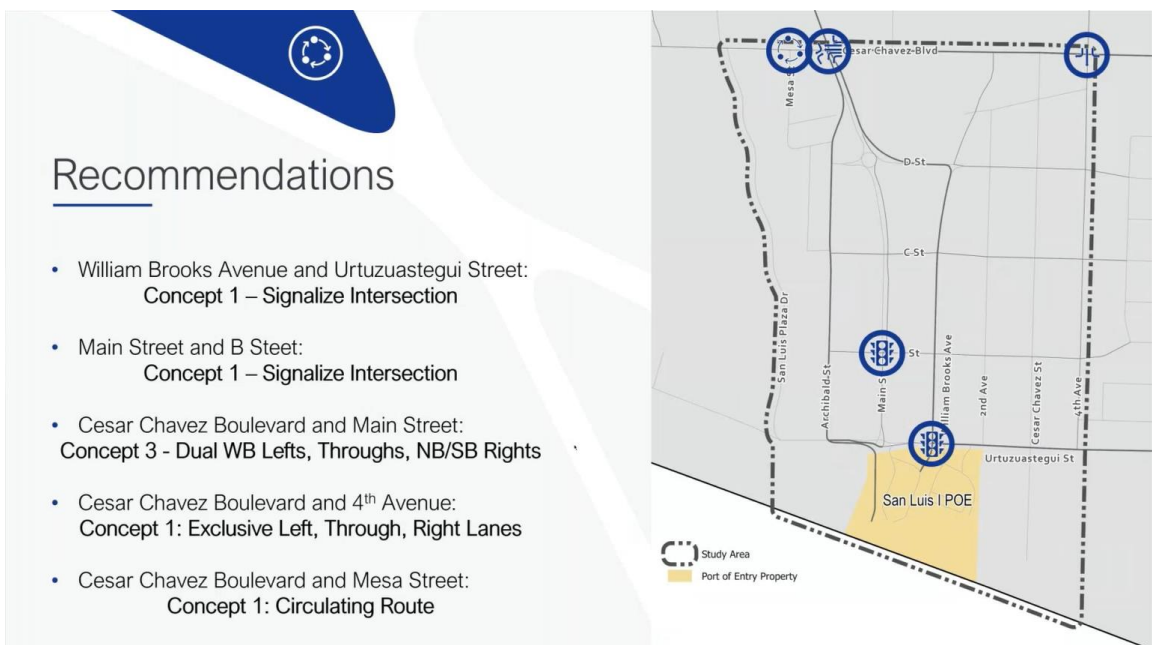 Recommendations
• William Brooks Avenue and Urtuzuastegui Street:
Concept 1 – Signalize Intersection
• Main Street and B Steet:
Concept 1 – Signalize Intersection
• Cesar Chavez Boulevard and Main Street:
Concept 3 - Dual WB Lefts, Throughs, NB/SB Rights
• Cesar Chavez Boulevard and 4th Avenue:
Concept 1: Exclusive Left, Through, Right Lanes
• Cesar Chavez Boulevard and Mesa Street:
Concept 1: Circulating Route
Cesar Chavez Blvd
Mesa S
D St
C St
San Luis Plaza Dr
St
Archibald St
Main S
lliam Brooks Ave
2nd Ave
Cesar Chavez St
4th Ave
Urtuzuastegui St
San Luis I POE
Study Area
Port of Entry Property